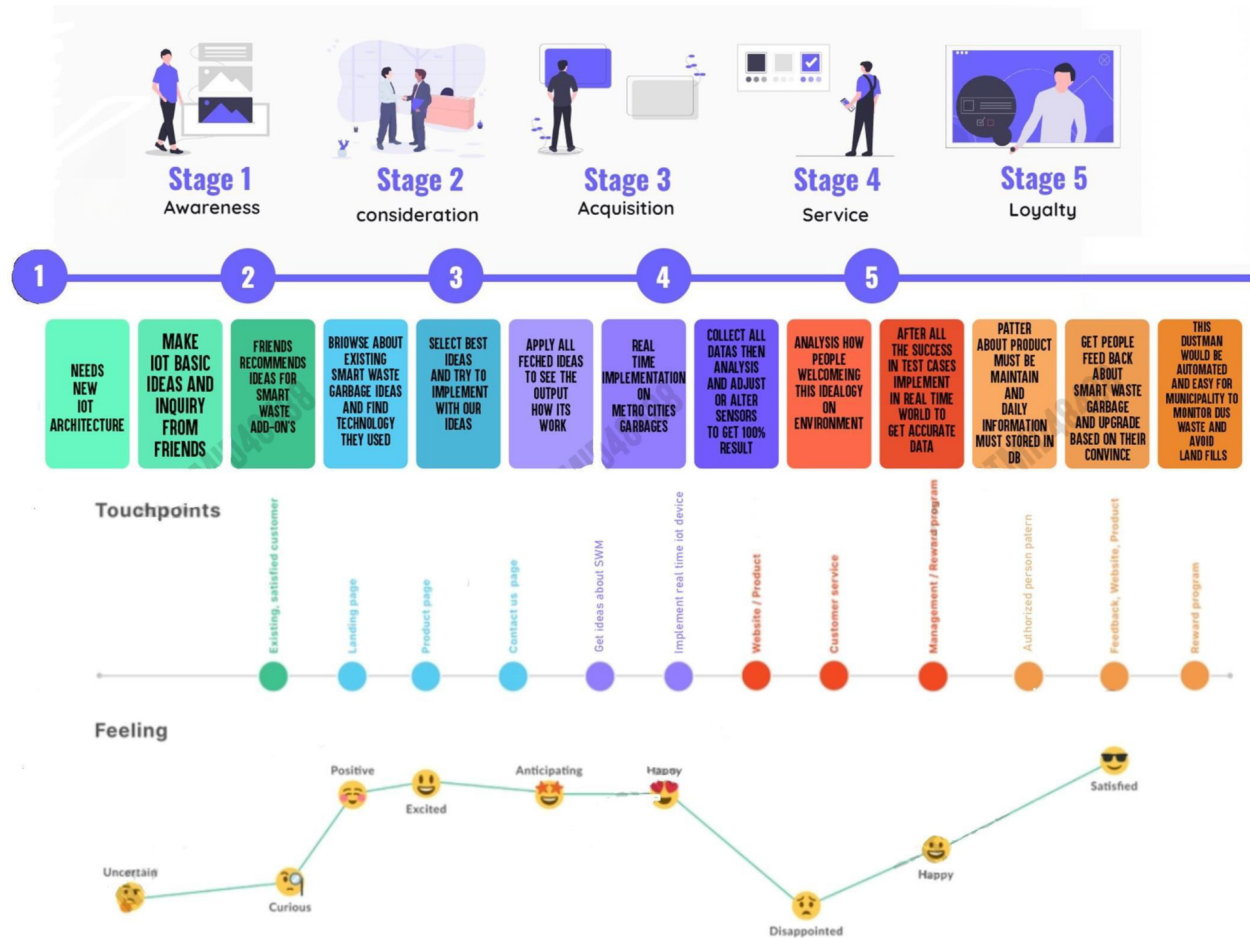 Stage 1
Awareness
Stage 2
consideration
Stage 3
Acquisition
Stage 4
Service
Stage 5
Loyalty
1
2
3
4
5
NEEDS
NEW
IOT
ARCHITECTURE
MAKE
IOT BASIC
IDEAS AND
INQUIRY
FROM
FRIENDS
FRIENDS
RECOMMENDS
IDEAS FOR
SMART
WASTE
ADD-ON'S
BRIOWSE ABOUT
EXISTING
SMART WASTE
GARBAGE IDEAS
AND FIND
TECHNOLOGY
THEY USED
SELECT BEST
IDEAS
AND TRY TO
IMPLEMENT
WITH OUR
IDEAS
APPLY ALL
FECHED IDEAS
TO SEE THE
OUTPUT
HOW ITS
WORK
REAL
TIME
IMPLEMENTATION
ON
METRO CITIES
GARBAGES
COLLECT ALL
DATAS THEN
ANALYSIS
AND ADJUST
OR ALTER
SENSORS
TO GET 100%
RESULT
ANALYSIS HOW
PEOPLE
WELCOMEING
THIS IDEALOGY
ON
ENVIRONMENT
AFTER ALL
THE SUCCESS
IN TEST CASES
IMPLEMENT
IN REAL TIME
WORLD TO
GET ACCURATE
DATA
PATTER
ABOUT PRODUCT
MUST BE
MAINTAIN
AND
DAILY
INFORMATION
MUST STORED IN
DB
GET PEOPLE
FEED BACK
ABOUT
SMART WASTE
GARBAGE
AND UPGRADE
BASED ON THEIR
CONVINCE
THIS
DUSTMAN
WOULD BE
AUTOMATED
AND EASY FOR
MUNICIPALITY TO
MONITOR DUS
WASTE AND
AVOID
LAND FILLS
Touchpoints
Existing, satisfied customer
Landing page
Product page
Contact us page
Get ideas about SWM
Implement real time iot device
Website / Product
Customer service
Management / Reward program
Authorized person patern
Feedback, Website, Product
Reward program
Feeling
Uncertain
Curious
Positive
Excited
Anticipating
Happy
Disappointed
Happy
Satisfied